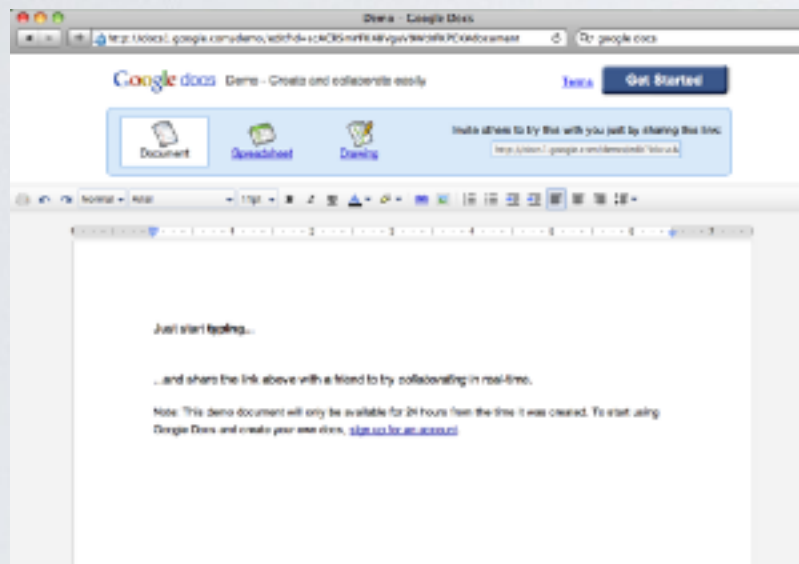 Demo - Google Docs
google docs
Google docs Demo - Create and collaborate easily
Terms Get Started
Document Spreadsheet Drawing
Invite others to try this with you just by sharing this link:
Normal Arial 11pt
Just start typing...
...and share the link above with a friend to try collaborating in real-time.
Note: This demo document will only be available for 24 hours from the time it was created. To start using
Google Docs and create your own docs, sign up for an account.